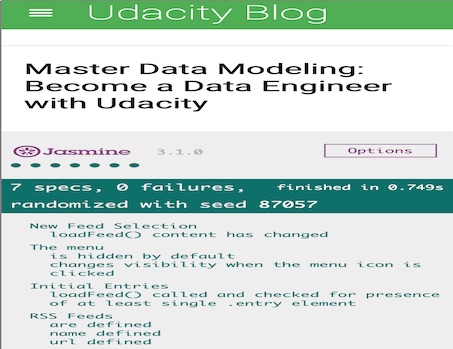 Udacity Blog
Master Data Modeling:
Become a Data Engineer
with Udacity
Jasmine 3.1.0 Options
7 specs, 0 failures, finished in 0.749s
randomized with seed 87057
New Feed Selection
loadFeed() content has changed
The menu
is hidden by default
changes visibility when the menu icon is
clicked
Initial Entries
loadFeed() called and checked for presence
of at least single .entry element
RSS Feeds
are defined
name defined
url defined